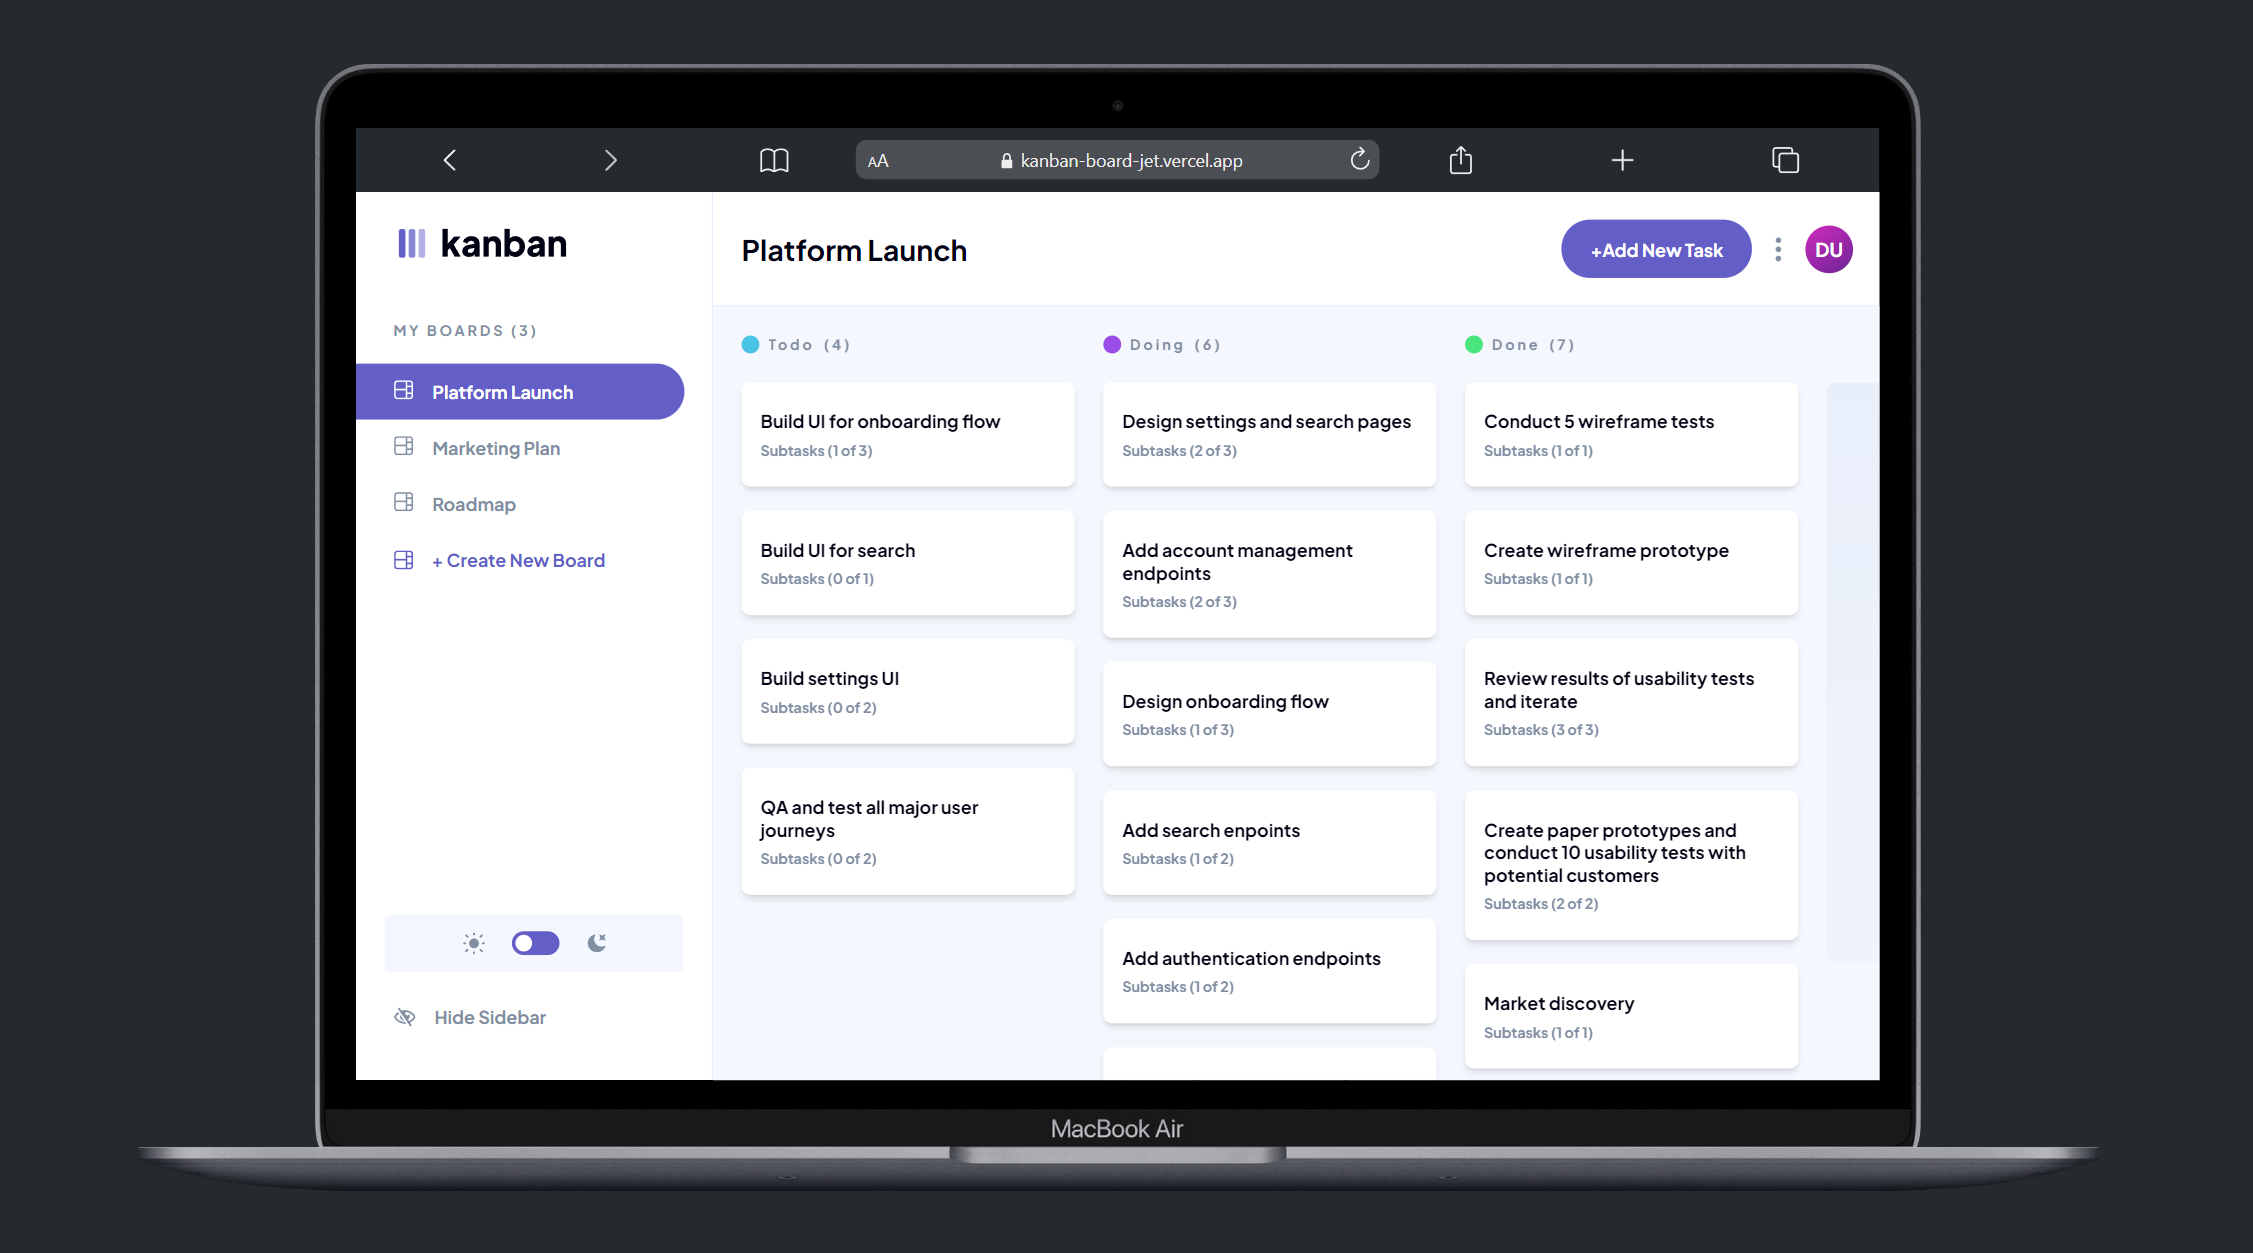 AA
kanban-board-jet.vercel.app
kanban
Platform Launch
+Add New Task
DU
MY BOARDS (3)
Platform Launch
Marketing Plan
Roadmap
+ Create New Board
Hide Sidebar
Todo (4)
Build UI for onboarding flow
Subtasks (1 of 3)
Build UI for search
Subtasks (0 of 1)
Build settings UI
Subtasks (0 of 2)
QA and test all major user
journeys
Subtasks (0 of 2)
Doing (6)
Design settings and search pages
Subtasks (2 of 3)
Add account management
endpoints
Subtasks (2 of 3)
Design onboarding flow
Subtasks (1 of 3)
Add search enpoints
Subtasks (1 of 2)
Add authentication endpoints
Subtasks (1 of 2)
Done (7)
Conduct 5 wireframe tests
Subtasks (1 of 1)
Create wireframe prototype
Subtasks (1 of 1)
Review results of usability tests
and iterate
Subtasks (3 of 3)
Create paper prototypes and
conduct 10 usability tests with
potential customers
Subtasks (2 of 2)
Market discovery
Subtasks (1 of 1)
MacBook Air